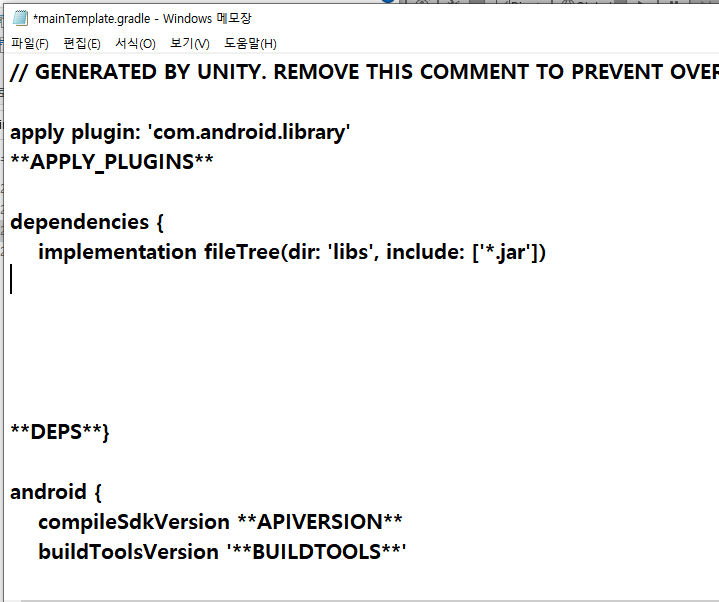 *mainTemplate.gradle - Windows 메모장
파일(F) 편집(E) 서식(O) 보기(V) 도움말(H)
// GENERATED BY UNITY. REMOVE THIS COMMENT TO PREVENT OVER
apply plugin: 'com.android.library'
**APPLY_PLUGINS**
dependencies {
implementation fileTree(dir: 'libs', include: ['*.jar'])
**DEPS**}
android {
compileSdkVersion **APIVERSION**
buildToolsVersion '**BUILDTOOLS**'